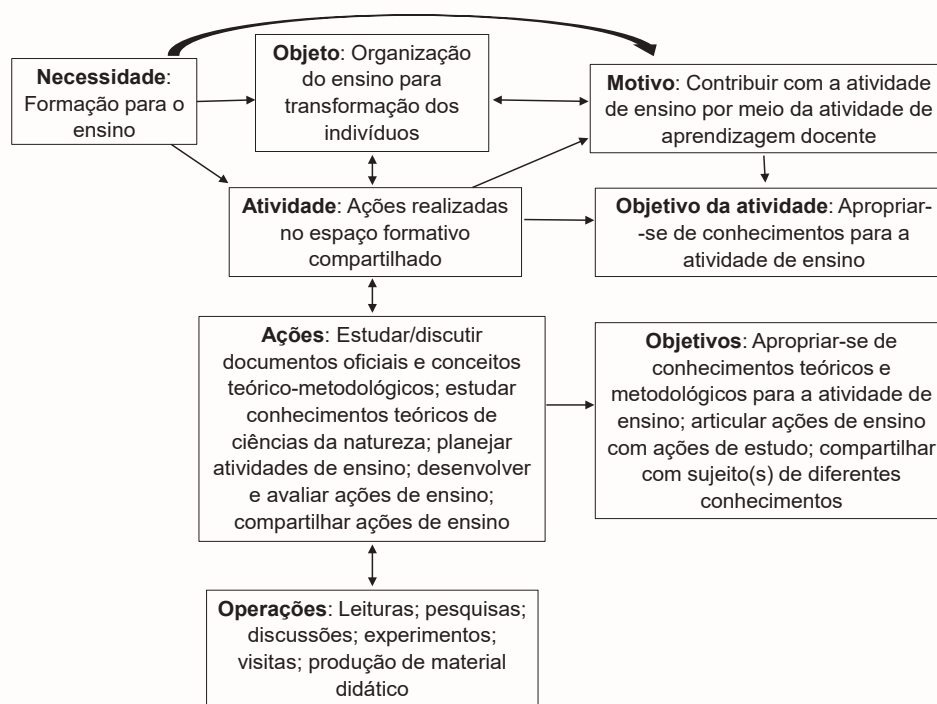 Necessidade:
Formação para o
ensino
Objeto: Organização
do ensino para
transformação dos
indivíduos
Motivo: Contribuir com a atividade
de ensino por meio da atividade de
aprendizagem docente
Atividade: Ações realizadas
no espaço formativo
compartilhado
Objetivo da atividade: Apropriar-
-se de conhecimentos para a
atividade de ensino
Ações: Estudar/discutir
documentos oficiais e conceitos
teórico-metodológicos; estudar
conhecimentos teóricos de
ciências da natureza; planejar
atividades de ensino; desenvolver
e avaliar ações de ensino;
compartilhar ações de ensino
Objetivos: Apropriar-se de
conhecimentos teóricos e
metodológicos para a atividade de
ensino; articular ações de ensino
com ações de estudo; compartilhar
com sujeito(s) de diferentes
conhecimentos
Operações: Leituras; pesquisas;
discussões; experimentos;
visitas; produção de material
didático